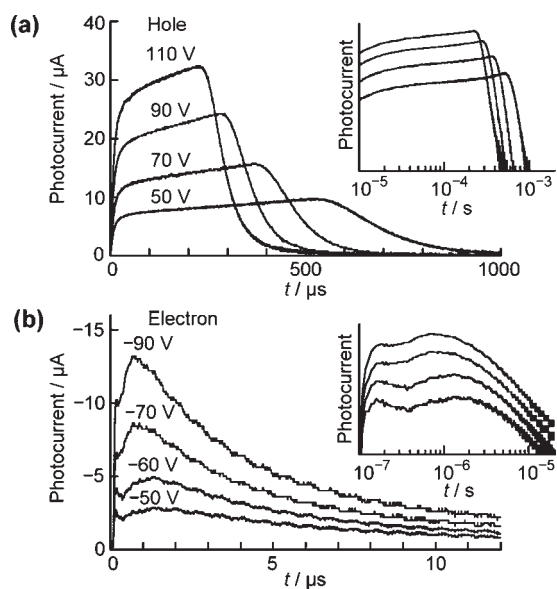 (a)
Hole
110 V
90 V
70 V
50 V
Photocurrent / µA
40
30
20
10
0
0
500
1000
t / µs
Photocurrent
10⁻⁵
10⁻⁴
10⁻³
t / s
(b)
Electron
−90 V
−70 V
−60 V
−50 V
Photocurrent / µA
−15
−10
−5
0
0
5
10
t / µs
Photocurrent
10⁻⁷
10⁻⁶
10⁻⁵
t / s